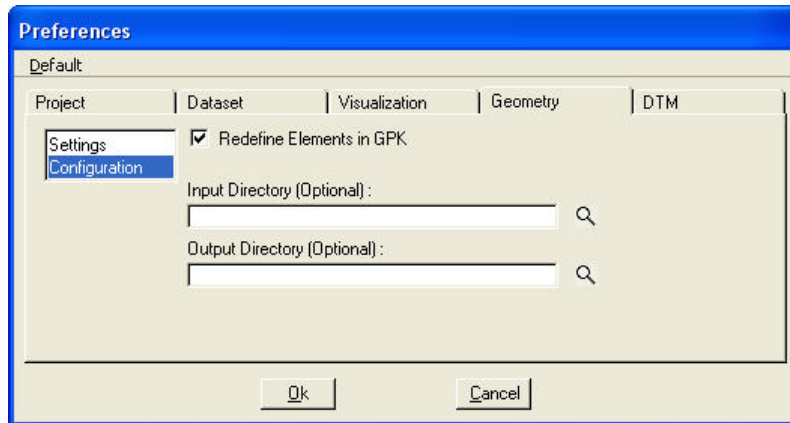 Preferences
Default
Project Dataset Visualization Geometry DTM
Settings
Configuration
Redefine Elements in GPK
Input Directory (Optional) :
Output Directory (Optional) :
Ok Cancel